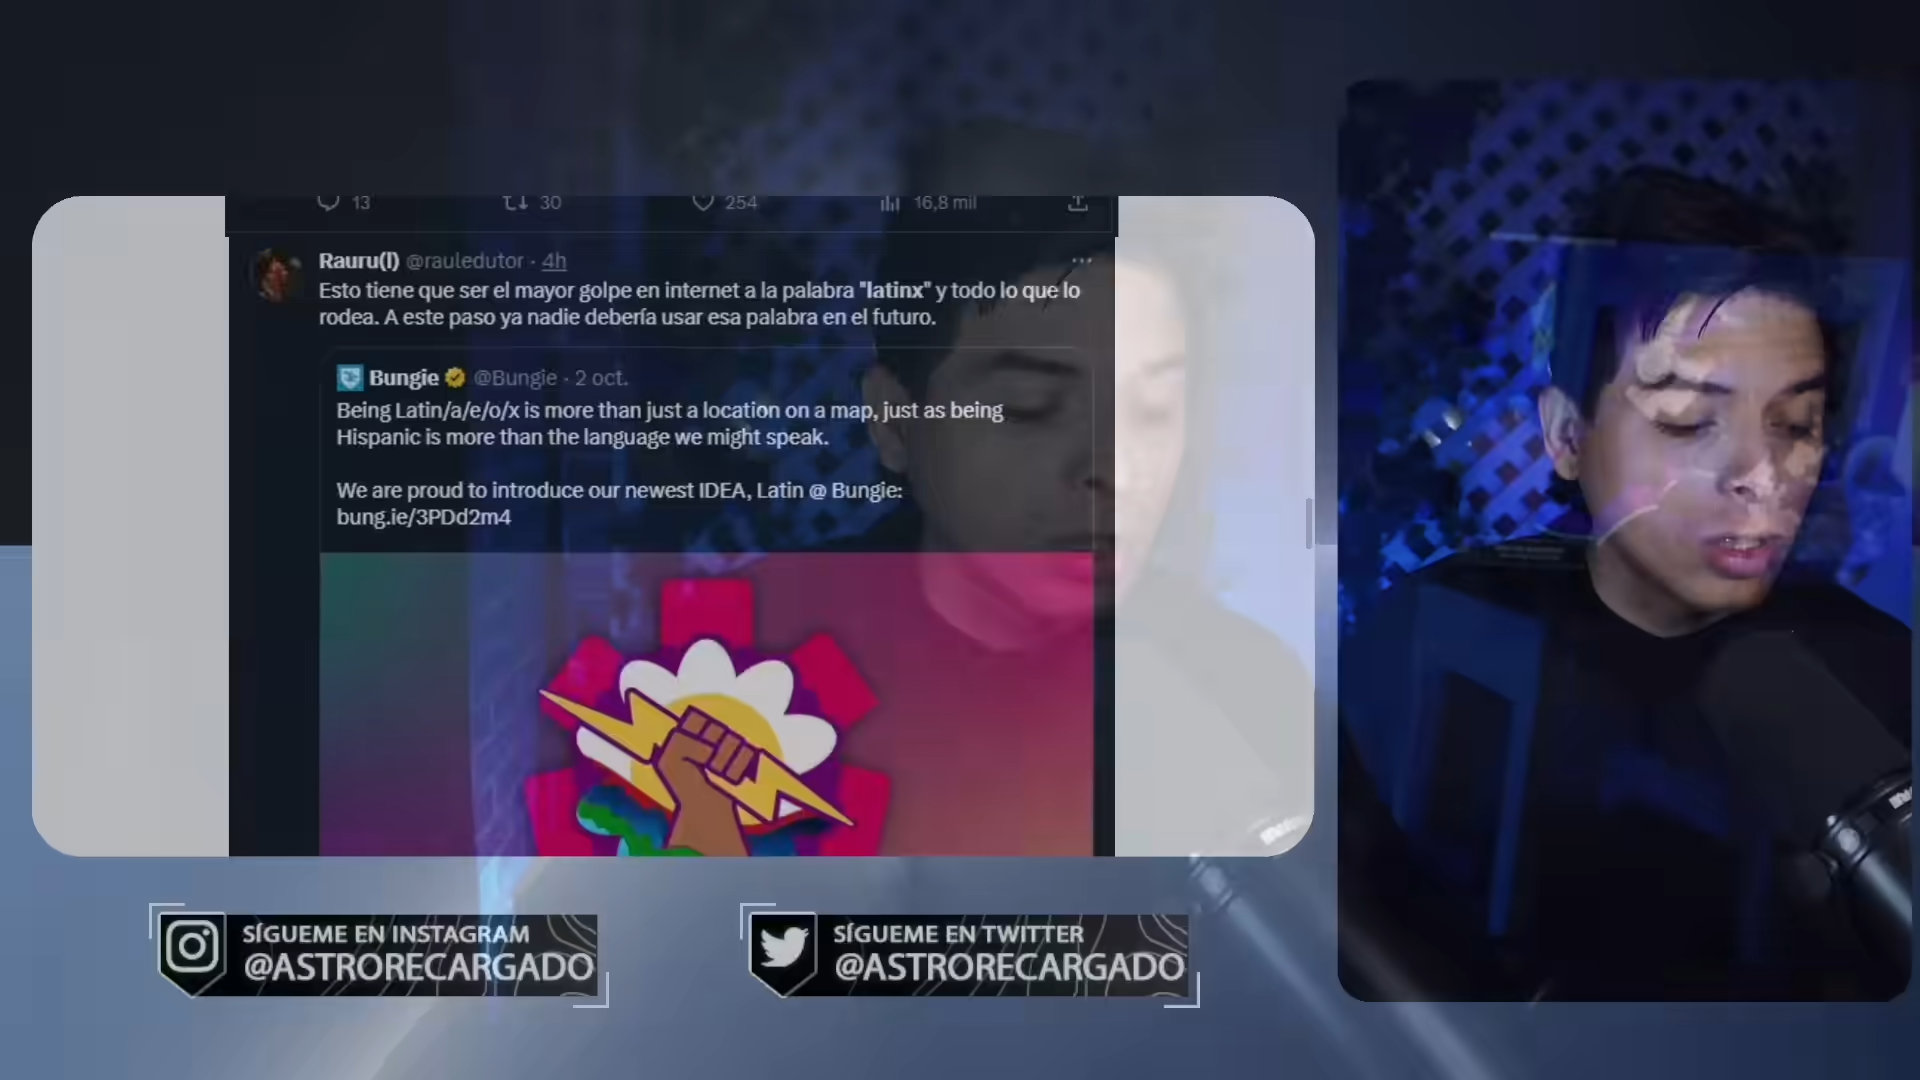 13 30 254 16,8 mil
Rauru(l) @rauledutor · 4h
Esto tiene que ser el mayor golpe en internet a la palabra "latinx" y todo lo que lo
rodea. A este paso ya nadie debería usar esa palabra en el futuro.
Bungie @Bungie · 2 oct.
Being Latin/a/e/o/x is more than just a location on a map, just as being
Hispanic is more than the language we might speak.
We are proud to introduce our newest IDEA, Latin @ Bungie:
bung.ie/3PDd2m4
SÍGUEME EN INSTAGRAM
@ASTRORECARGADO
SÍGUEME EN TWITTER
@ASTRORECARGADO